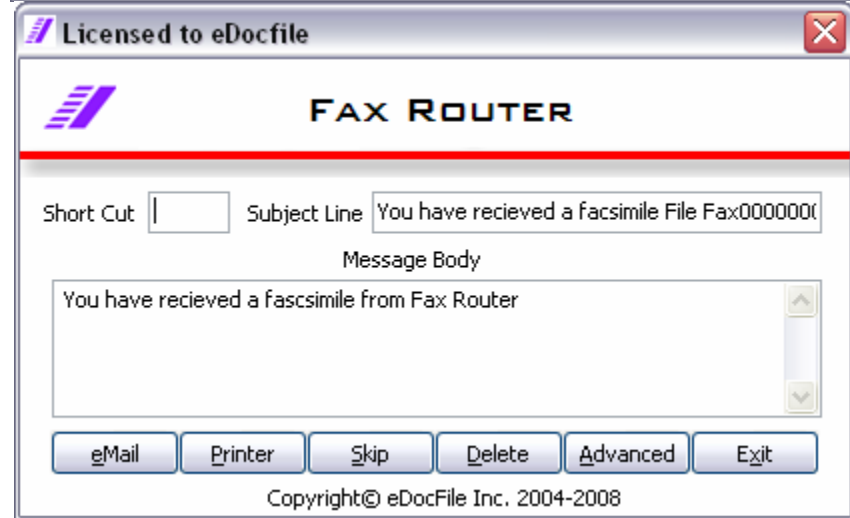 Licensed to eDocfile
FAX ROUTER
Short Cut Subject Line You have recieved a facsimile File Fax0000000(
Message Body
You have recieved a fascsimile from Fax Router
eMail Printer Skip Delete Advanced Exit
Copyright© eDocFile Inc. 2004-2008